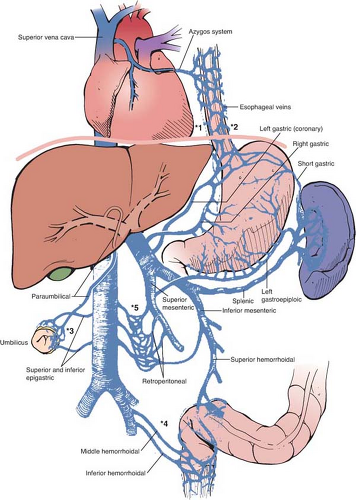 Azygos system
Superior vena cava
Esophageal veins
*1
*2
Left gastric (coronary)
Right gastric
Short gastric
Paraumbilical
*3
Umbilicus
Superior and inferior
epigastric
*5
Superior
mesenteric
Splenic
Left
gastroepiploic
Inferior mesenteric
Superior hemorrhoidal
Retroperitoneal
*4
Middle hemorrhoidal
Inferior hemorrhoidal